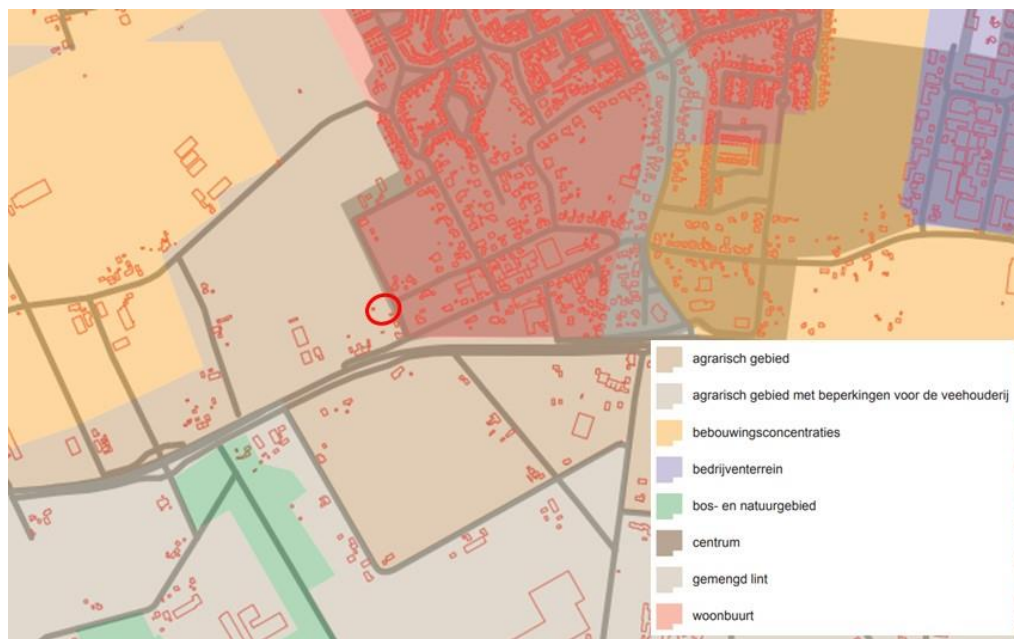 agrarisch gebied
agrarisch gebied met beperkingen voor de veehouderij
bebouwingsconcentraties
bedrijventerrein
bos- en natuurgebied
centrum
gemengd lint
woonbuurt